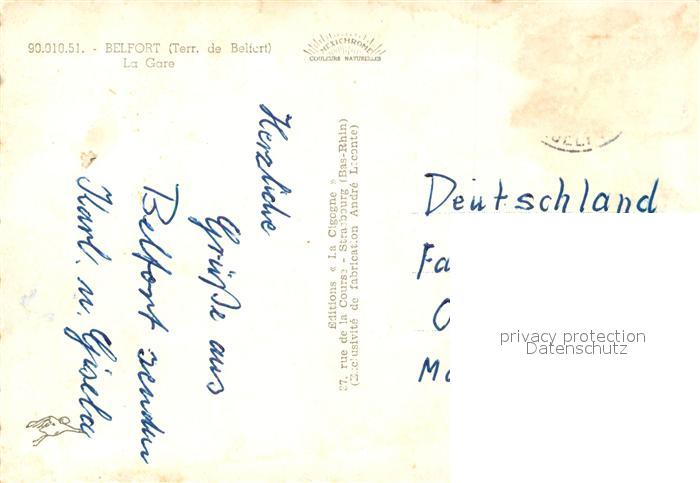 90.010.51. - BELFORT (Terr. de Belfort)
La Gare
MEXICHROME
COULEURS NATURELLES
Herzliche
Grüße aus
Belfort senden
Karl. u. Gisela
Editions « La Cigogne »
27, rue de la Course - Strasbourg (Bas-Rhin)
(Exclusivité de fabrication André Leconte)
Deutschland
Fa
O
privacy protection
Datenschutz